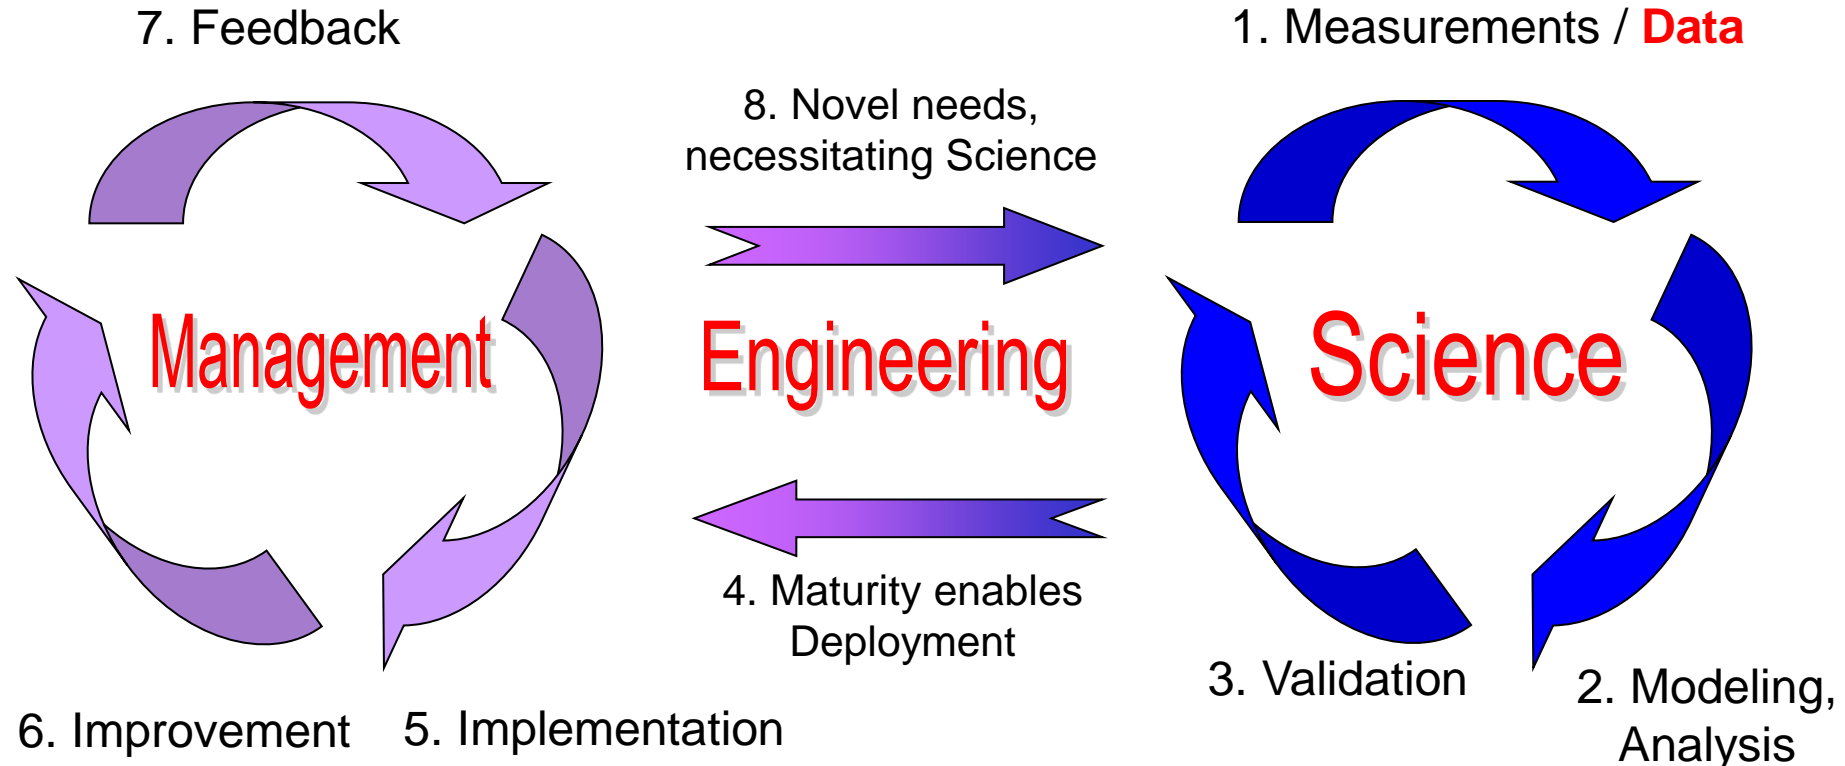 7. Feedback
1. Measurements / Data
8. Novel needs,
necessitating Science
Management
Engineering
Science
4. Maturity enables
Deployment
3. Validation
2. Modeling,
Analysis
6. Improvement
5. Implementation